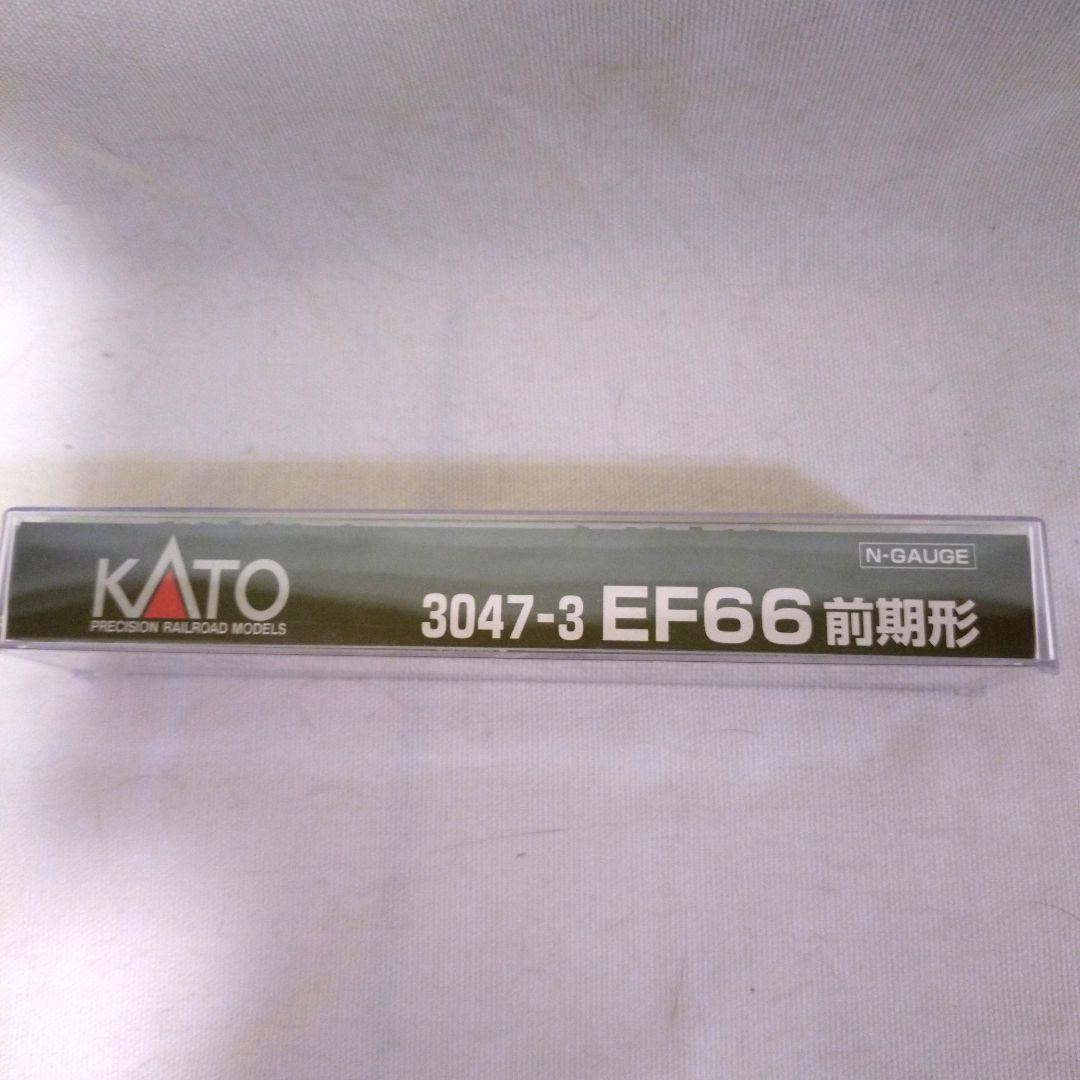 KATO
PRECISION RAILROAD MODELS
3047-3 EF66 前期形
N-GAUGE